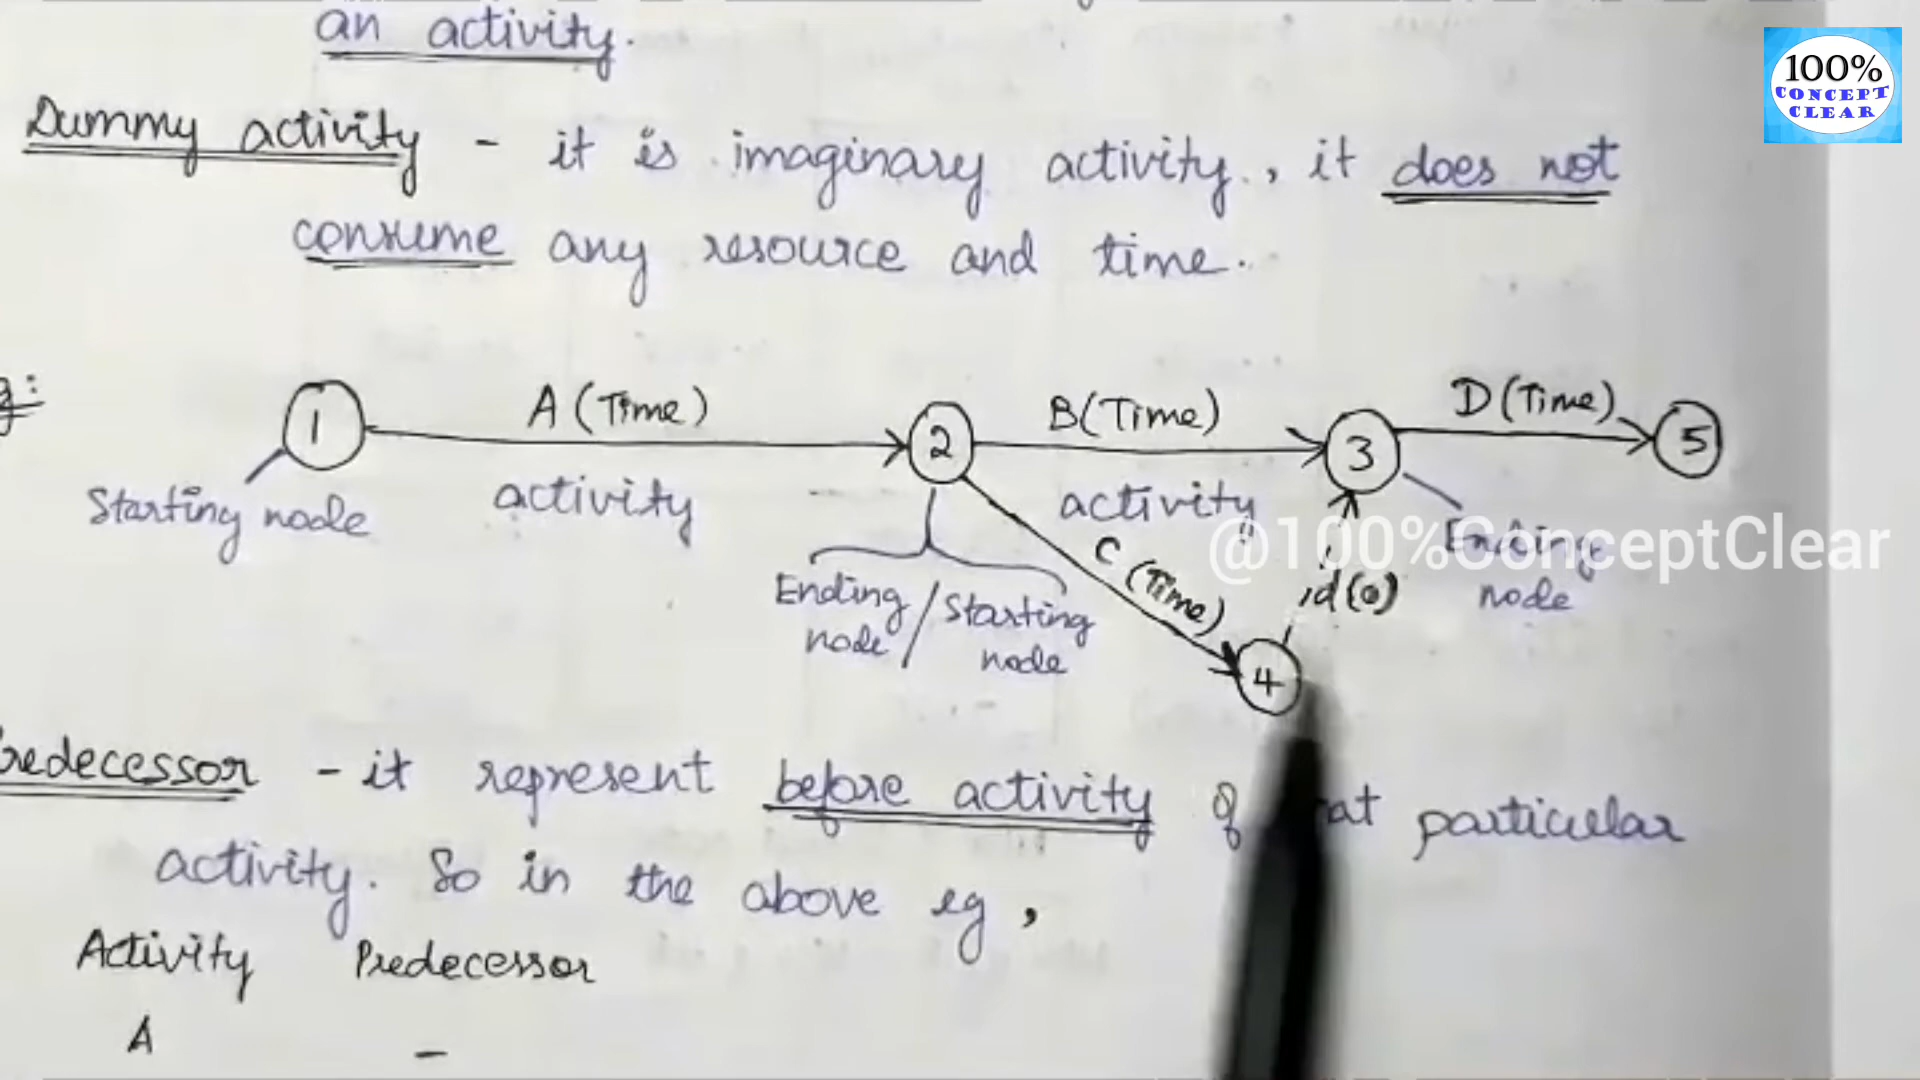 an activity.
100%
CONCEPT
CLEAR
Dummy activity - it is imaginary activity, it does not
consume any resource and time.
g:
1
A (Time)
2
B(Time)
3
D(Time)
5
Starting node
activity
activity
@100%ConceptClear
Ending
node
C (Time)
d(0)
4
Ending
node
/
Starting
node
redecessor - it represent before activity particular
activity. So in the above eg,
Activity Predecessor
A -